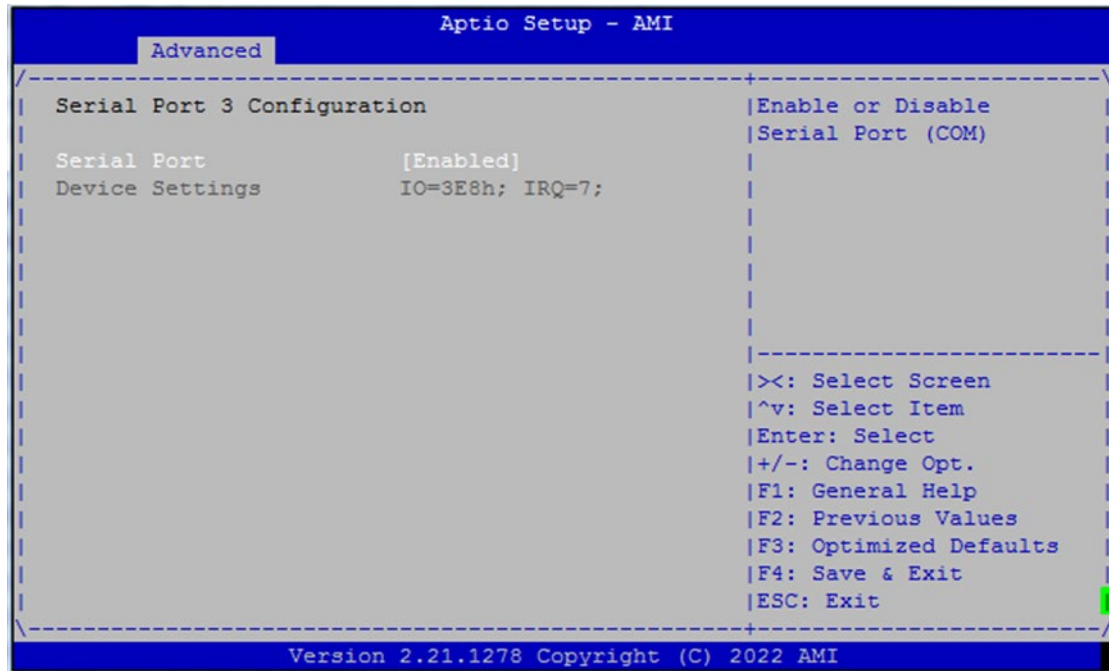 Aptio Setup - AMI
Advanced
Serial Port 3 Configuration
Serial Port [Enabled]
Device Settings IO=3E8h; IRQ=7;
Enable or Disable
Serial Port (COM)
><: Select Screen
^v: Select Item
Enter: Select
+/-: Change Opt.
F1: General Help
F2: Previous Values
F3: Optimized Defaults
F4: Save & Exit
ESC: Exit
Version 2.21.1278 Copyright (C) 2022 AMI